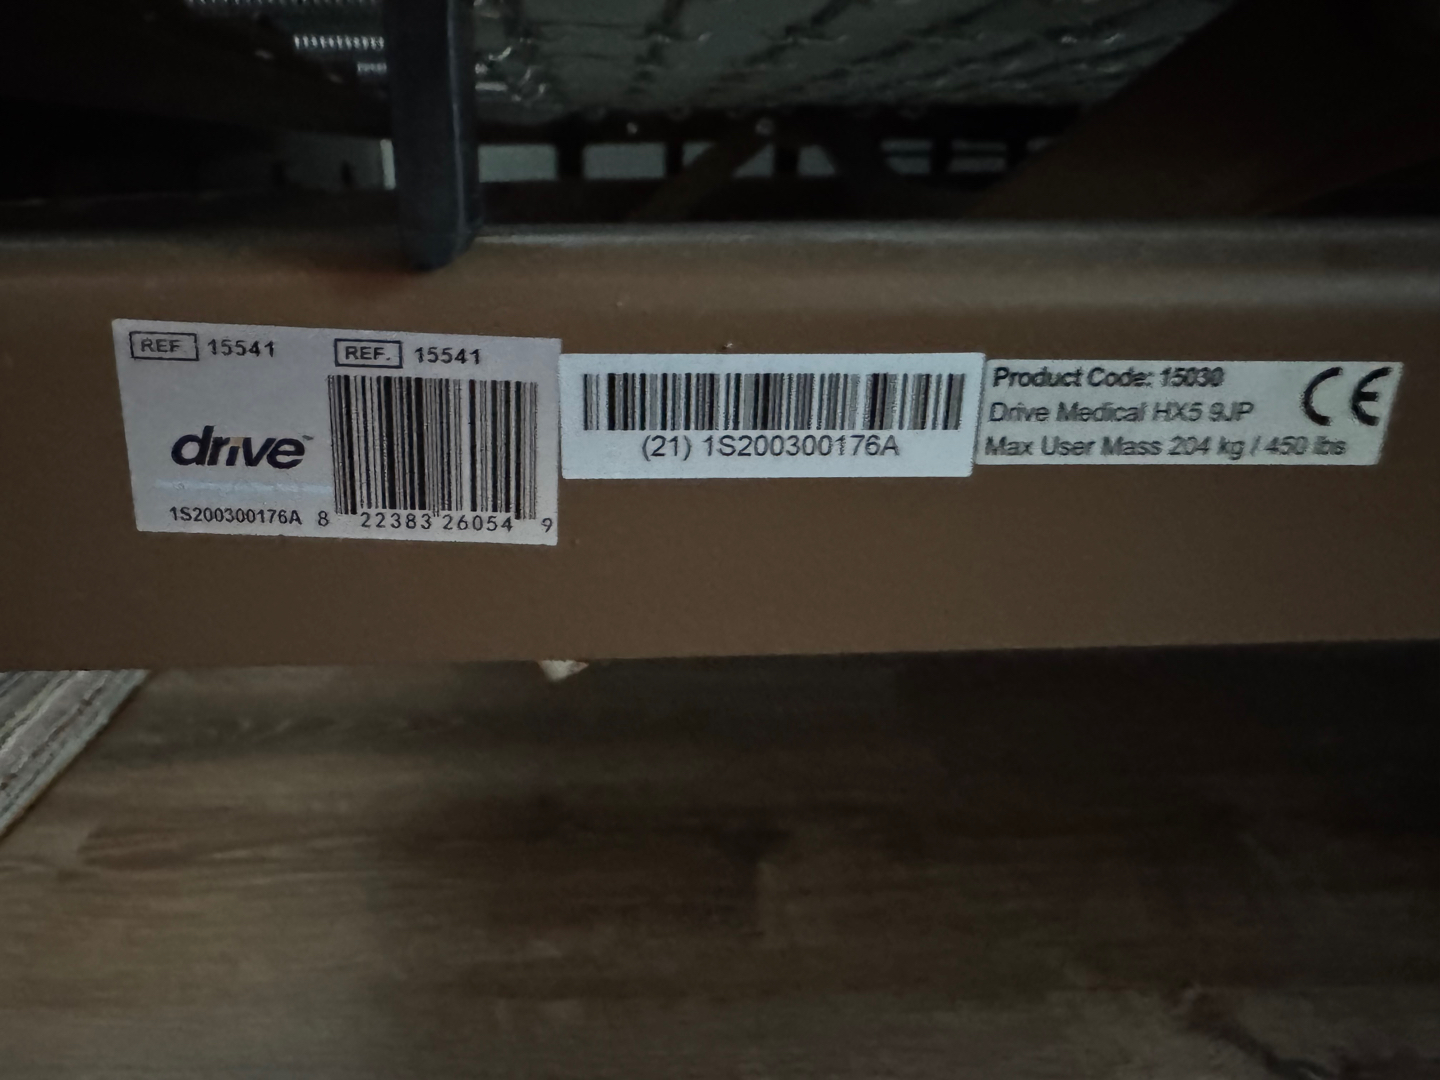 REF. 15541
REF. 15541
drive™
1S200300176A
8 22383 26054 9
(21) 1S200300176A
Product Code: 15030
Drive Medical HX5 9JP
Max User Mass 204 kg / 450 lbs
CE